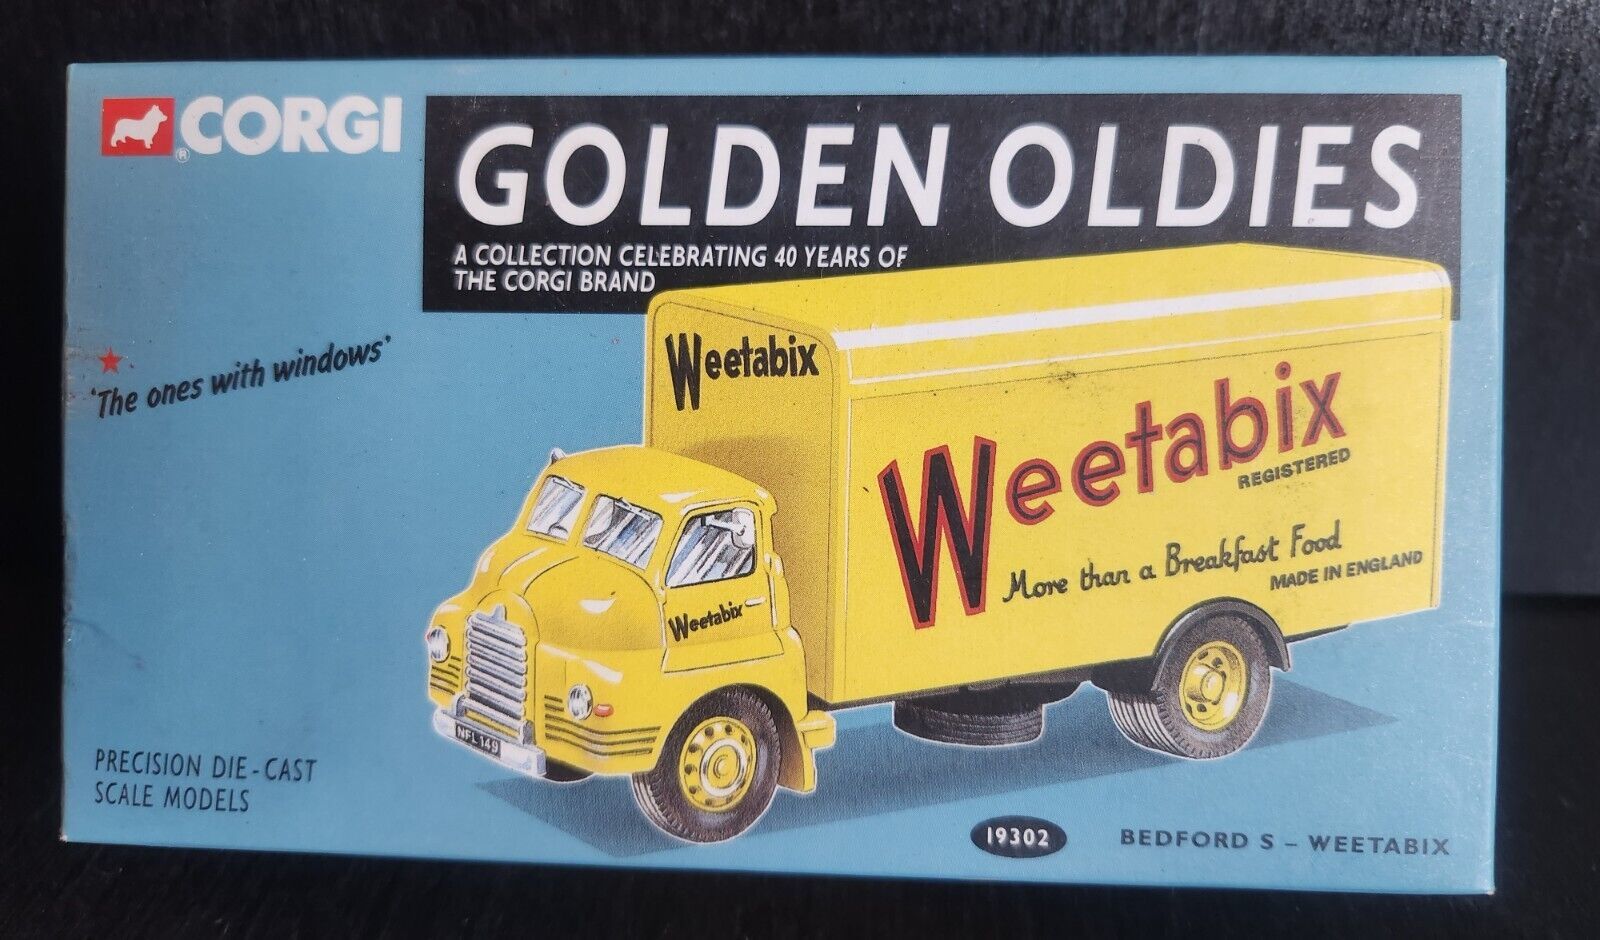 CORGI
®
GOLDEN OLDIES
A COLLECTION CELEBRATING 40 YEARS OF
THE CORGI BRAND
'The ones with windows'
Weetabix
Weetabix
REGISTERED
More than a Breakfast Food
MADE IN ENGLAND
Weetabix
NFL 149
PRECISION DIE-CAST
SCALE MODELS
19302
BEDFORD S – WEETABIX